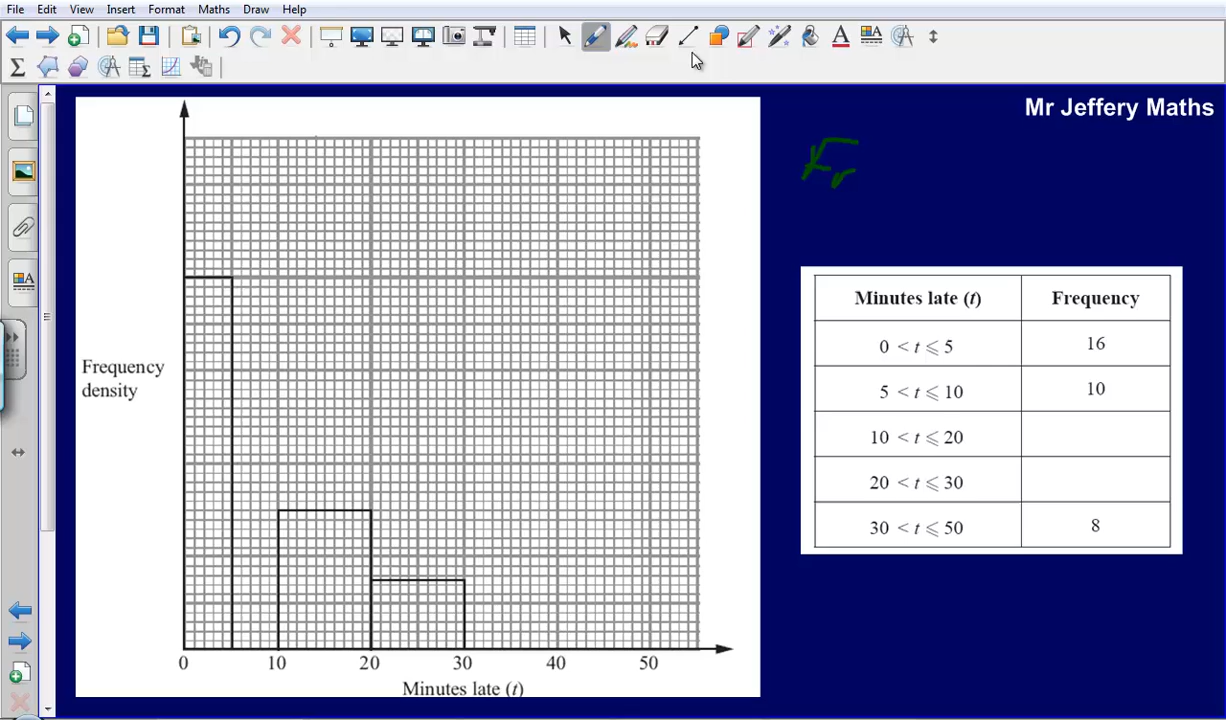 File Edit View Insert Format Maths Draw Help
Mr Jeffery Maths
Fr
Frequency
density
0 10 20 30 40 50
Minutes late (t)
Minutes late (t) Frequency
0 < t ⩽ 5 16
5 < t ⩽ 10 10
10 < t ⩽ 20
20 < t ⩽ 30
30 < t ⩽ 50 8